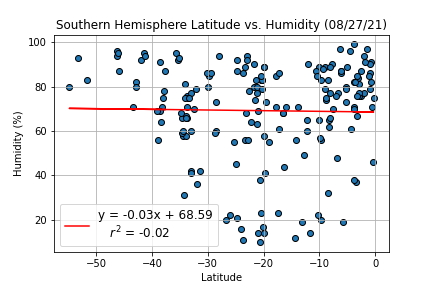 Southern Hemisphere Latitude vs. Humidity (08/27/21)
100
80
60
40
20
Humidity (%)
y = -0.03x + 68.59
r² = -0.02
−50 −40 −30 −20 −10 0
Latitude